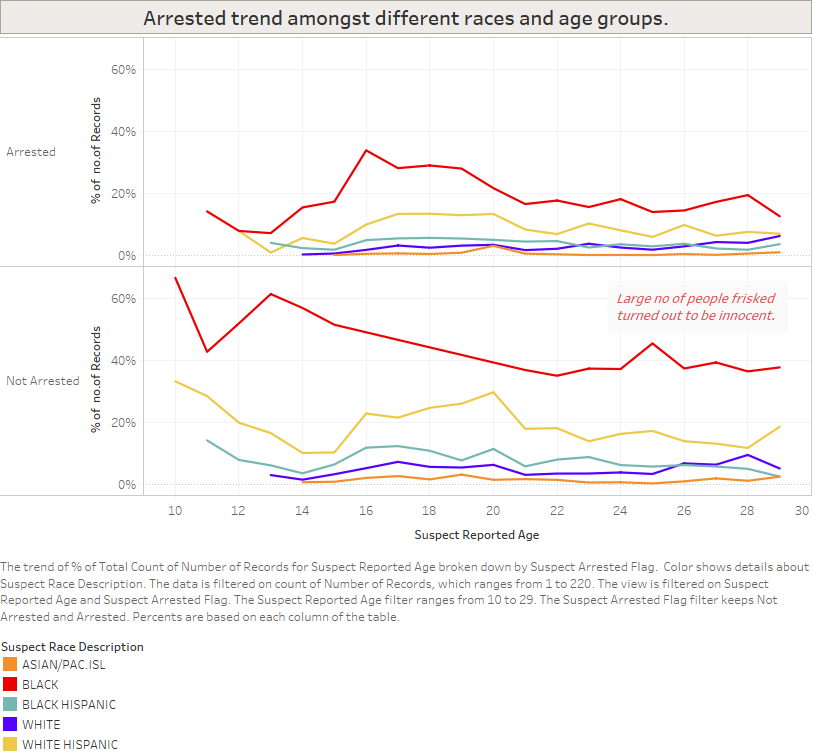 Arrested trend amongst different races and age groups.
60%
40%
20%
0%
% of  no.of Records
Arrested
Large no of people frisked
turned out to be innocent.
60%
40%
20%
0%
% of  no.of Records
Not Arrested
10 12 14 16 18 20 22 24 26 28 30
Suspect Reported Age
The trend of % of Total Count of Number of Records for Suspect Reported Age broken down by Suspect Arrested Flag.  Color shows details about
Suspect Race Description. The data is filtered on count of Number of Records, which ranges from 1 to 220. The view is filtered on Suspect
Reported Age and Suspect Arrested Flag. The Suspect Reported Age filter ranges from 10 to 29. The Suspect Arrested Flag filter keeps Not
Arrested and Arrested. Percents are based on each column of the table.
Suspect Race Description
ASIAN/PAC.ISL
BLACK
BLACK HISPANIC
WHITE
WHITE HISPANIC